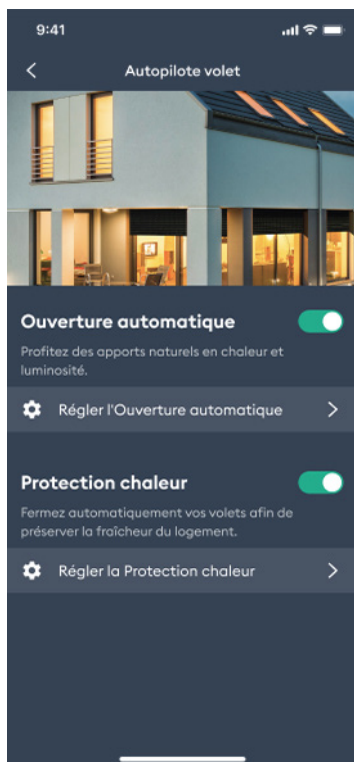 9:41
Autopilote volet
Ouverture automatique
Profitez des apports naturels en chaleur et
luminosité.
Régler l'Ouverture automatique
Protection chaleur
Fermez automatiquement vos volets afin de
préserver la fraîcheur du logement.
Régler la Protection chaleur